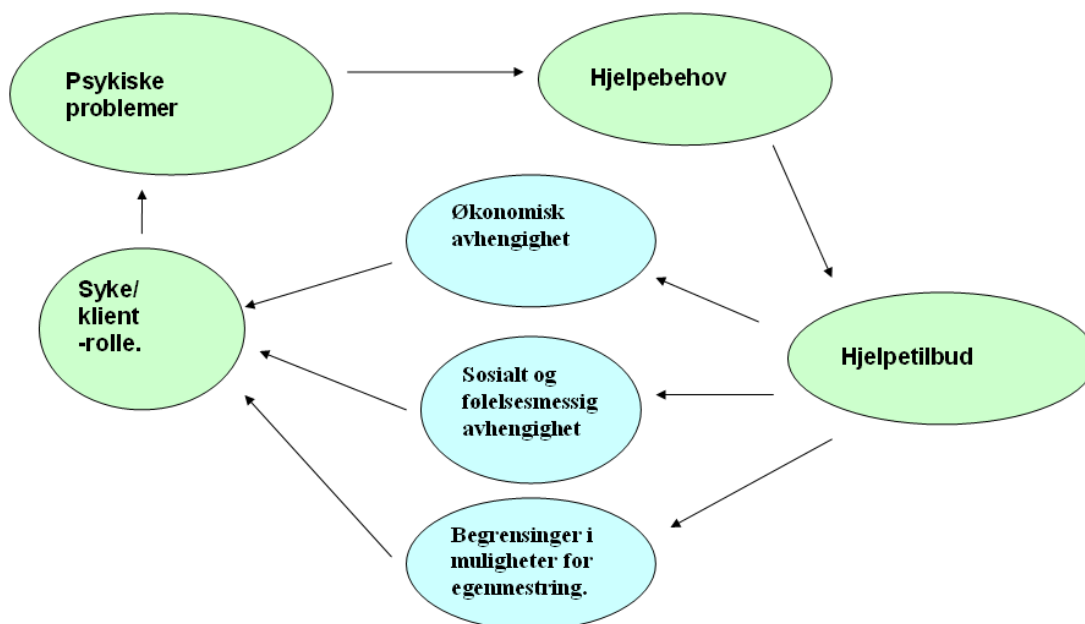 Psykiske
problemer
Hjelpebehov
Økonomisk
avhengighet
Syke/
klient
-rolle.
Hjelpetilbud
Sosialt og
følelsesmessig
avhengighet
Begrensinger i
muligheter for
egenmestring.